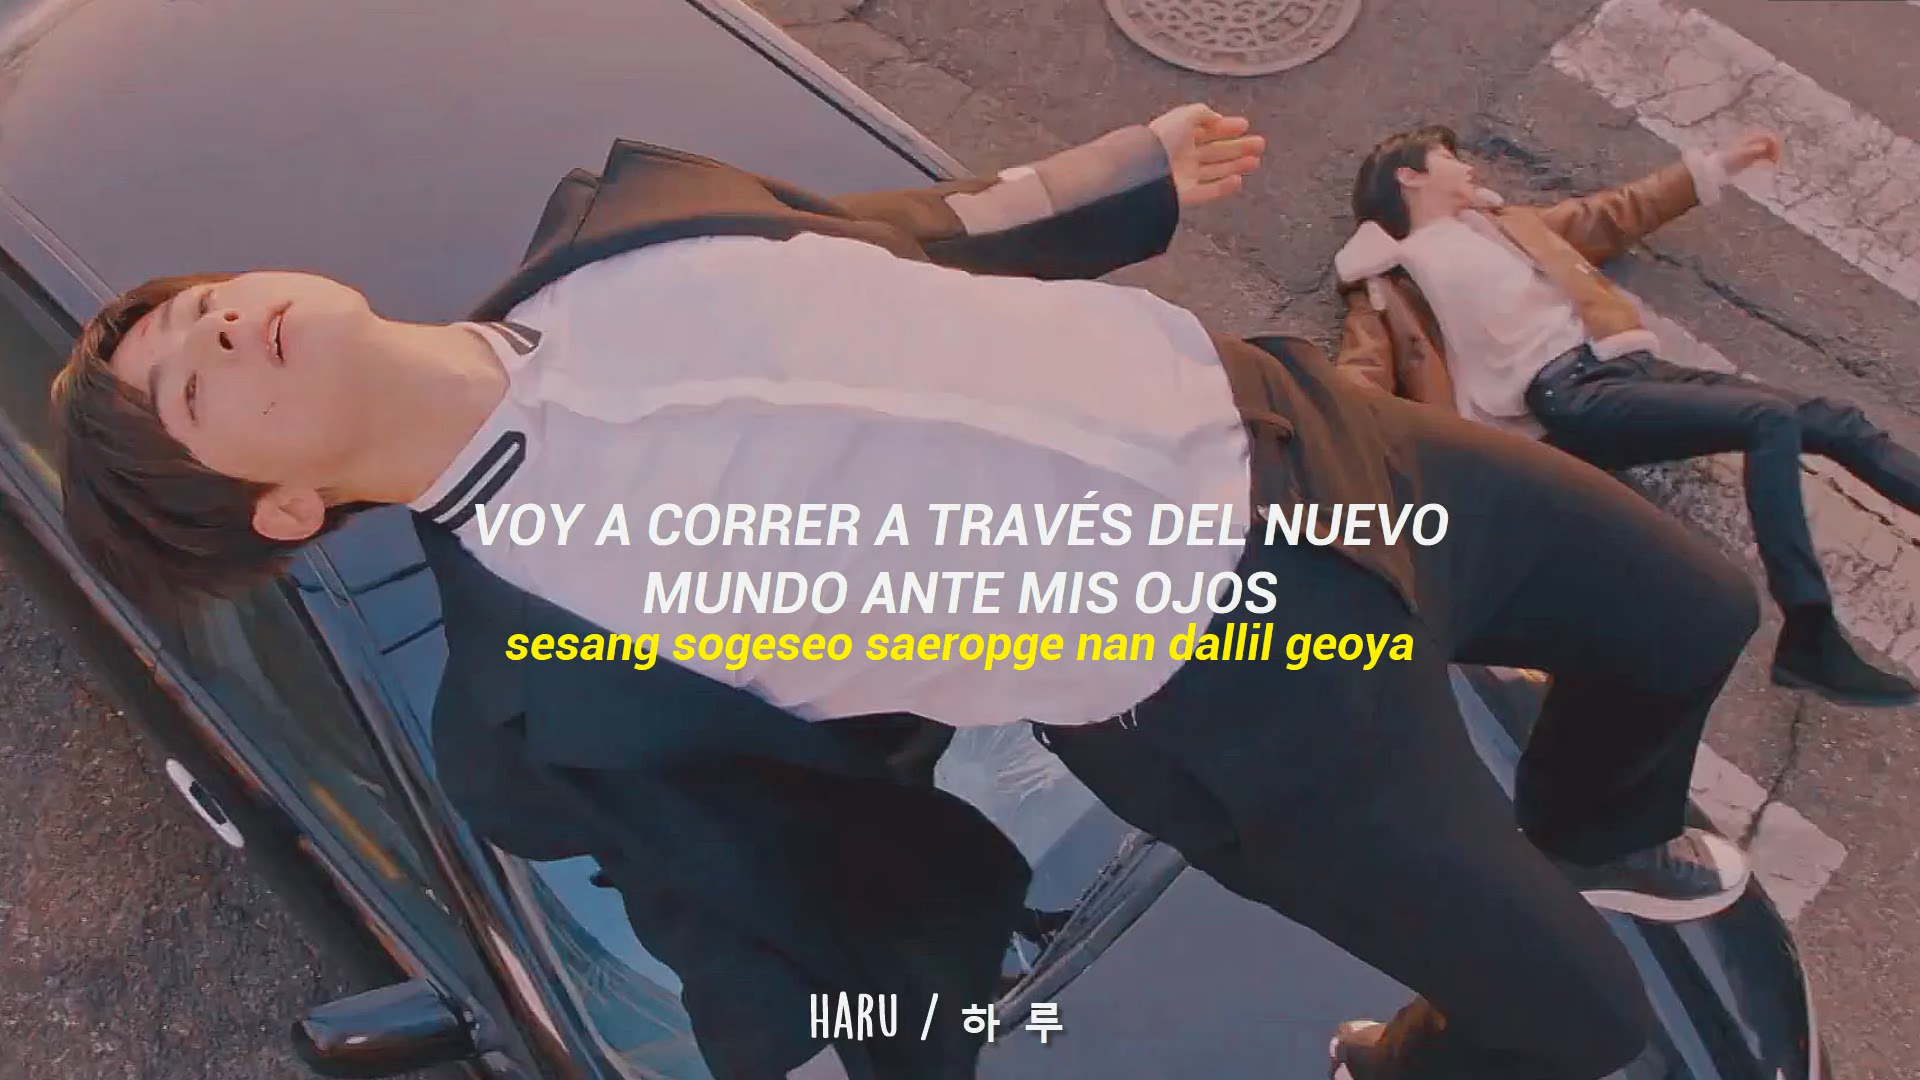 VOY A CORRER A TRAVÉS DEL NUEVO
MUNDO ANTE MIS OJOS
sesang sogeseo saeropge nan dallil geoya
HARU / 하루